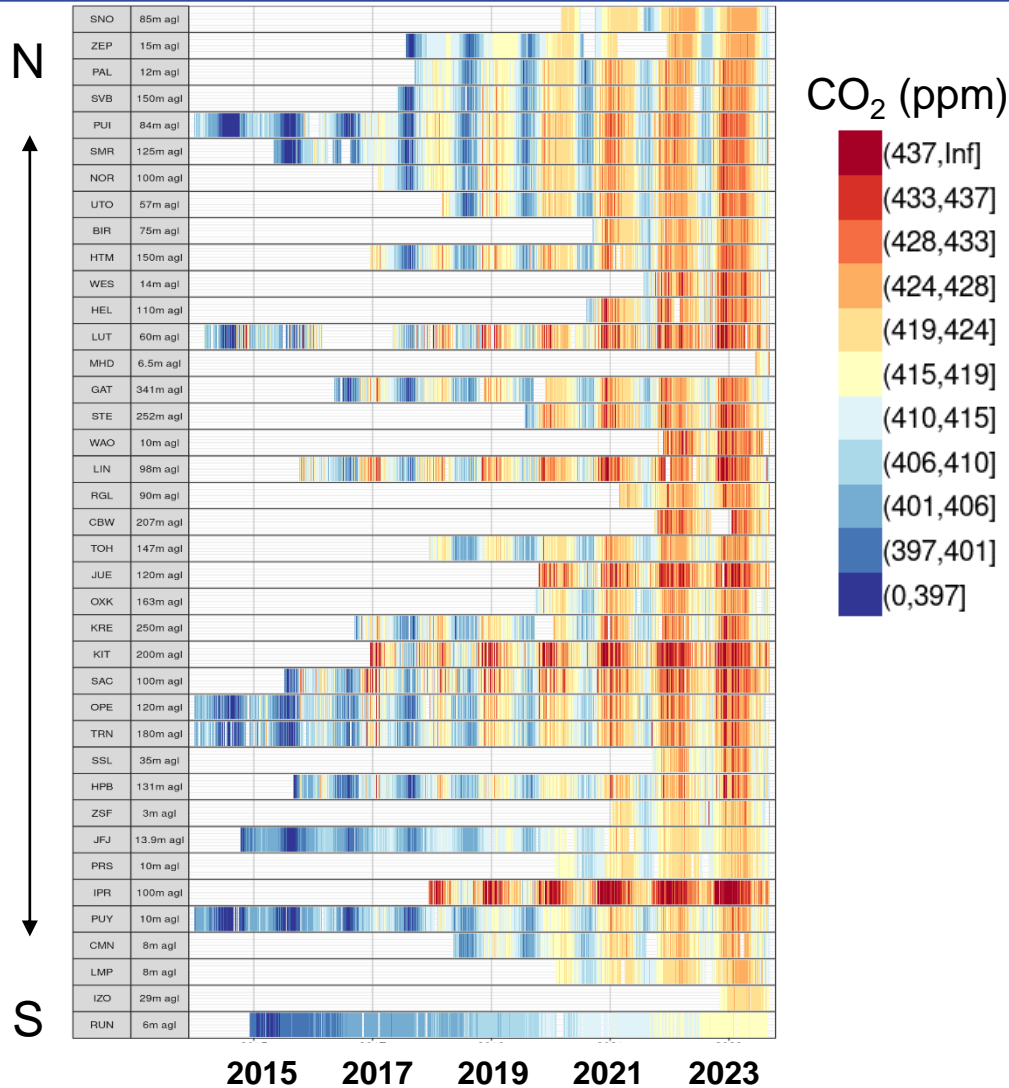 N
S
SNO 85m agl
ZEP 15m agl
PAL 12m agl
SVB 150m agl
PUI 84m agl
SMR 125m agl
NOR 100m agl
UTO 57m agl
BIR 75m agl
HTM 150m agl
WES 14m agl
HEL 110m agl
LUT 60m agl
MHD 6.5m agl
GAT 341m agl
STE 252m agl
WAO 10m agl
LIN 98m agl
RGL 90m agl
CBW 207m agl
TOH 147m agl
JUE 120m agl
OXK 163m agl
KRE 250m agl
KIT 200m agl
SAC 100m agl
OPE 120m agl
TRN 180m agl
SSL 35m agl
HPB 131m agl
ZSF 3m agl
JFJ 13.9m agl
PRS 10m agl
IPR 100m agl
PUY 10m agl
CMN 8m agl
LMP 8m agl
IZO 29m agl
RUN 6m agl
2015 2017 2019 2021 2023
CO₂ (ppm)
(437,Inf]
(433,437]
(428,433]
(424,428]
(419,424]
(415,419]
(410,415]
(406,410]
(401,406]
(397,401]
(0,397]